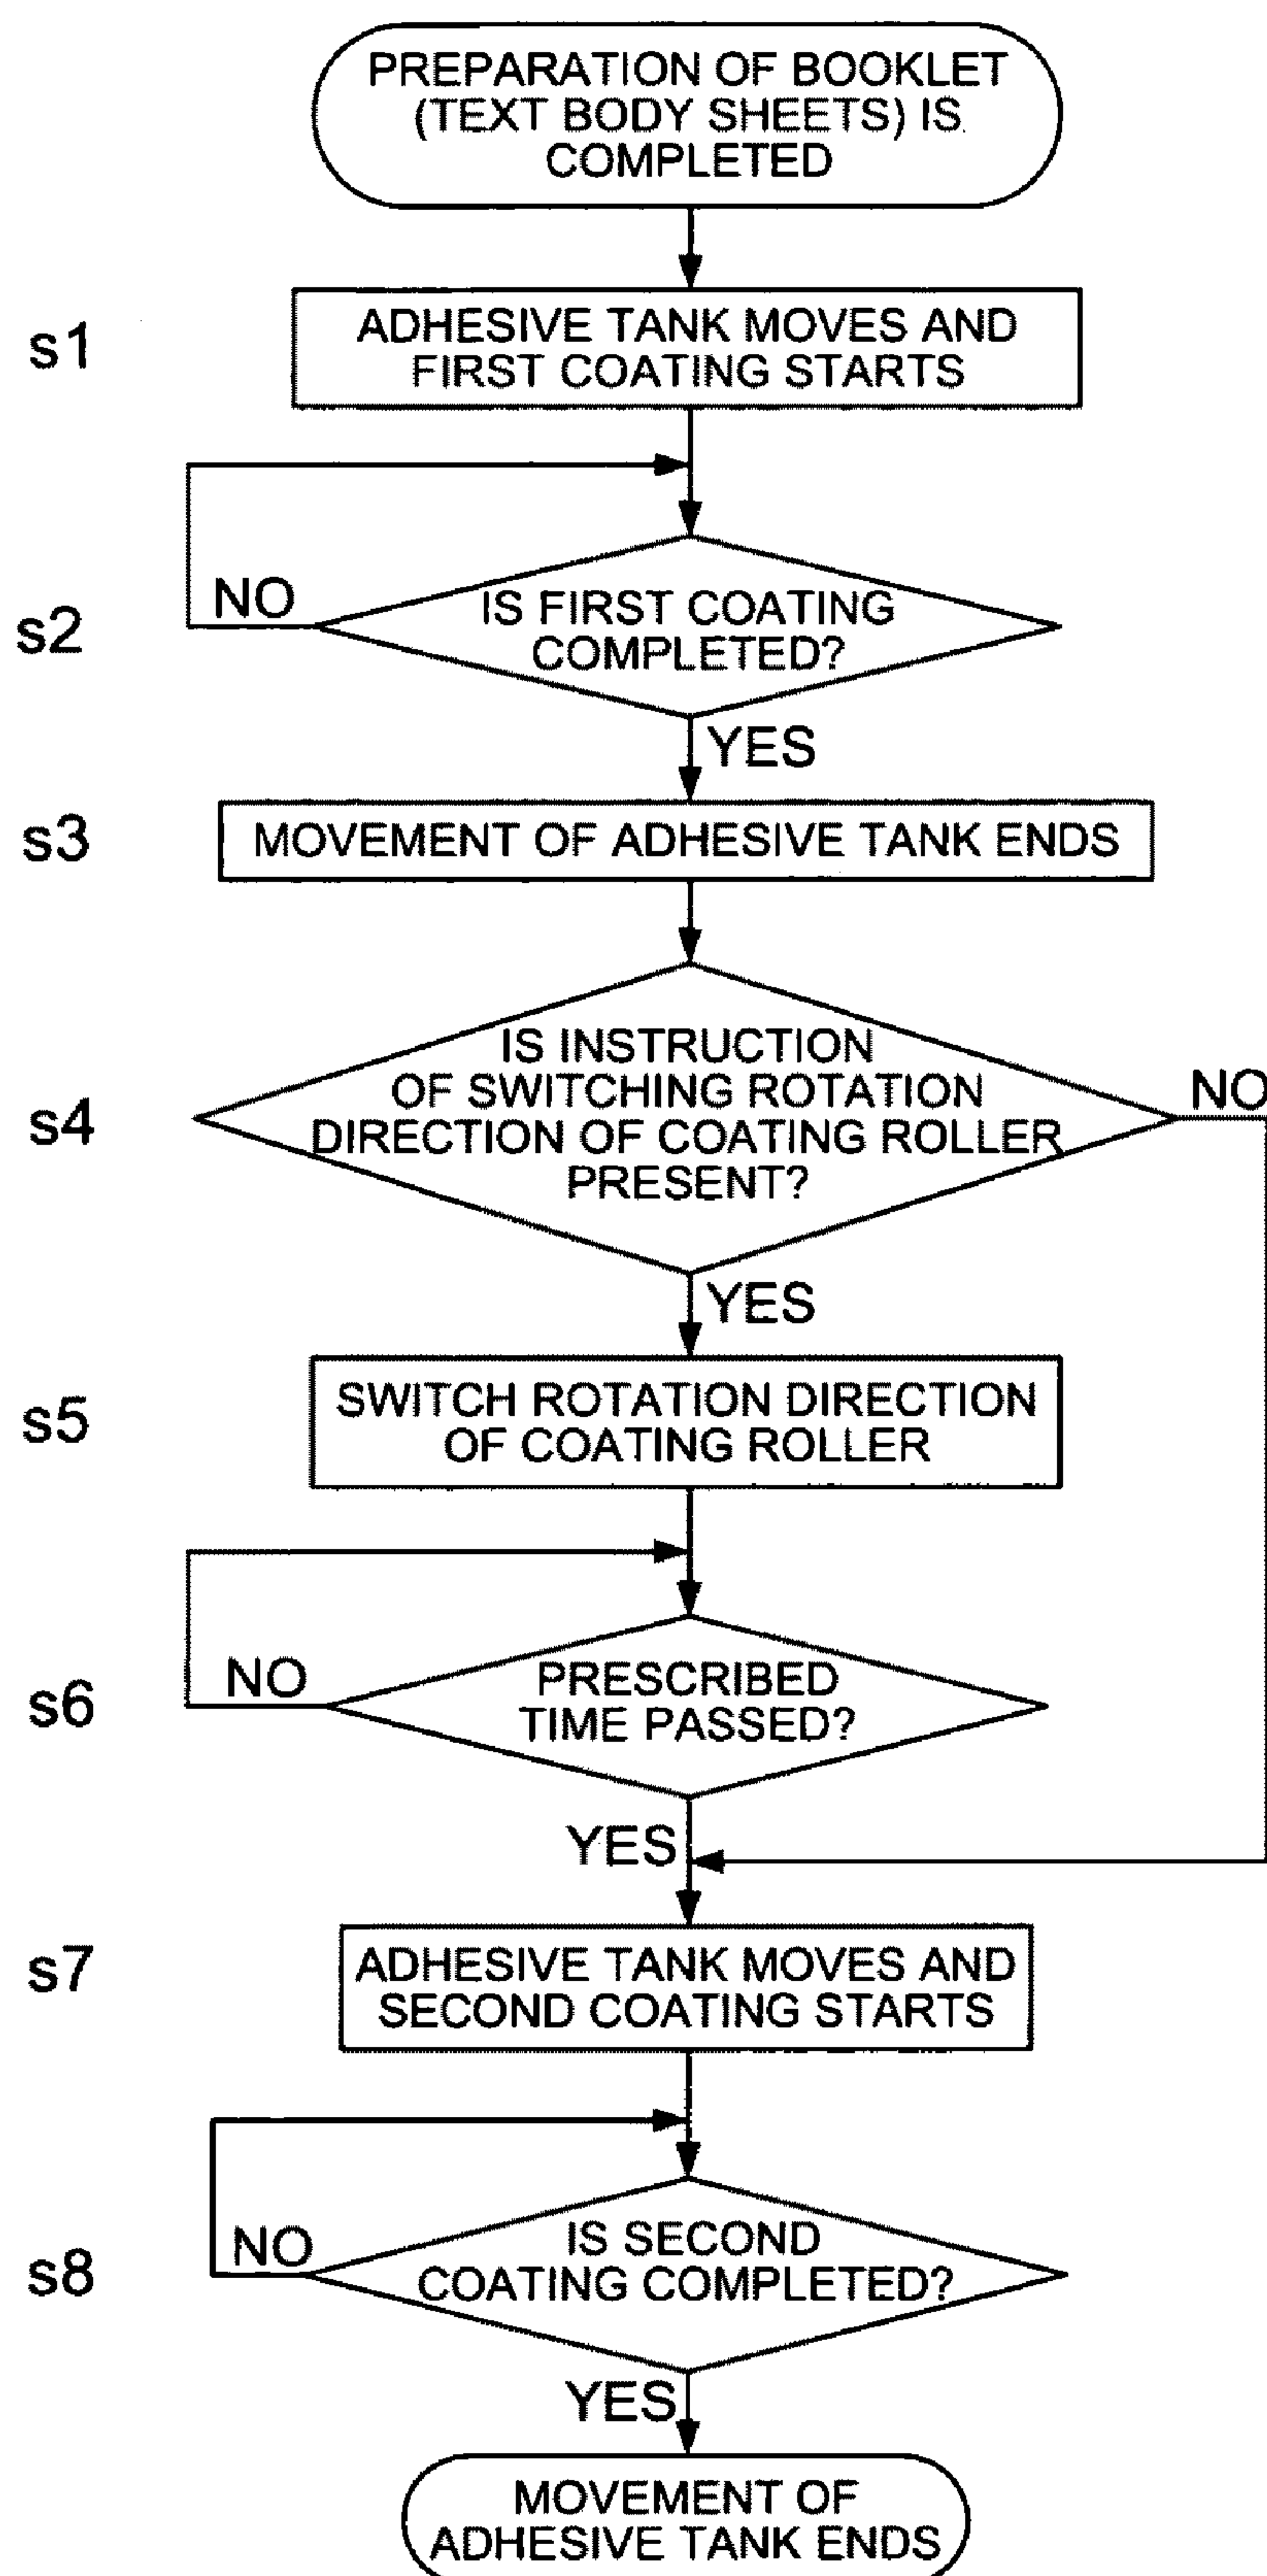 PREPARATION OF BOOKLET
(TEXT BODY SHEETS) IS
COMPLETED
s1
ADHESIVE TANK MOVES AND
FIRST COATING STARTS
s2
NO
IS FIRST COATING
COMPLETED?
YES
s3
MOVEMENT OF ADHESIVE TANK ENDS
s4
IS INSTRUCTION
OF SWITCHING ROTATION
DIRECTION OF COATING ROLLER
PRESENT?
NO
YES
s5
SWITCH ROTATION DIRECTION
OF COATING ROLLER
s6
NO
PRESCRIBED
TIME PASSED?
YES
s7
ADHESIVE TANK MOVES AND
SECOND COATING STARTS
s8
NO
IS SECOND
COATING COMPLETED?
YES
MOVEMENT OF
ADHESIVE TANK ENDS